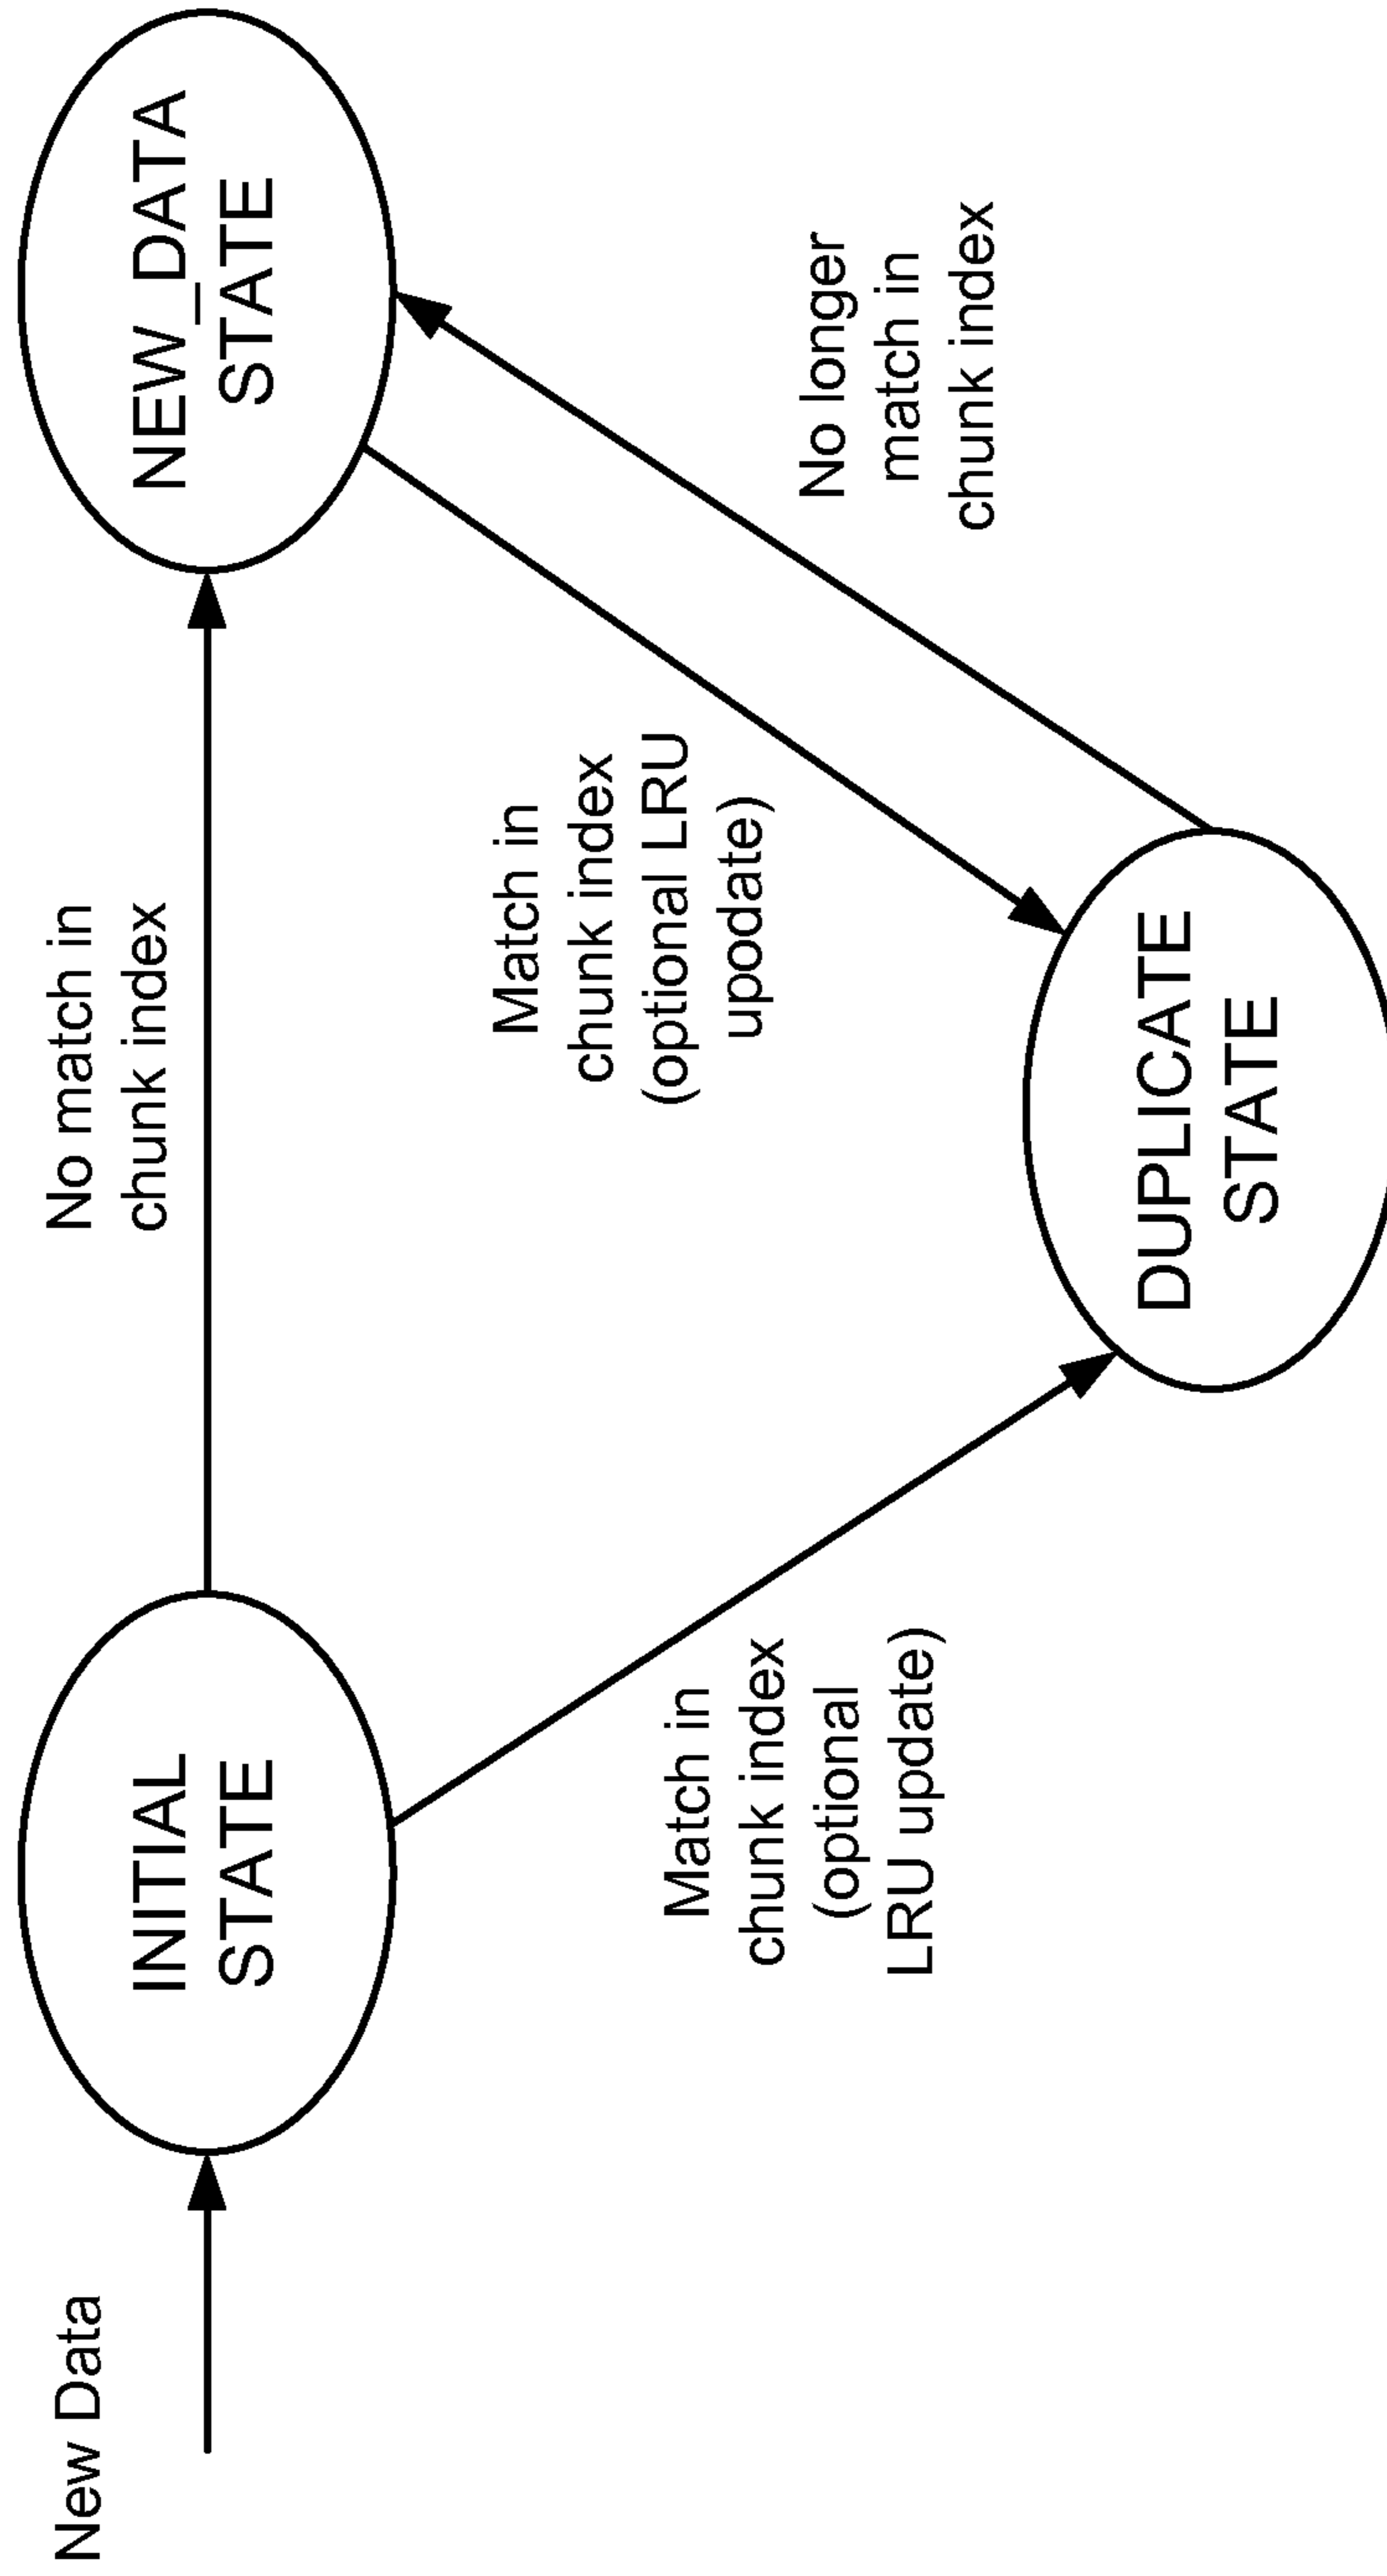 New Data
INITIAL
STATE
No match in
chunk index
NEW_DATA
STATE
Match in
chunk index
(optional LRU
upodate)
Match in
chunk index
(optional
LRU update)
No longer
match in
chunk index
DUPLICATE
STATE